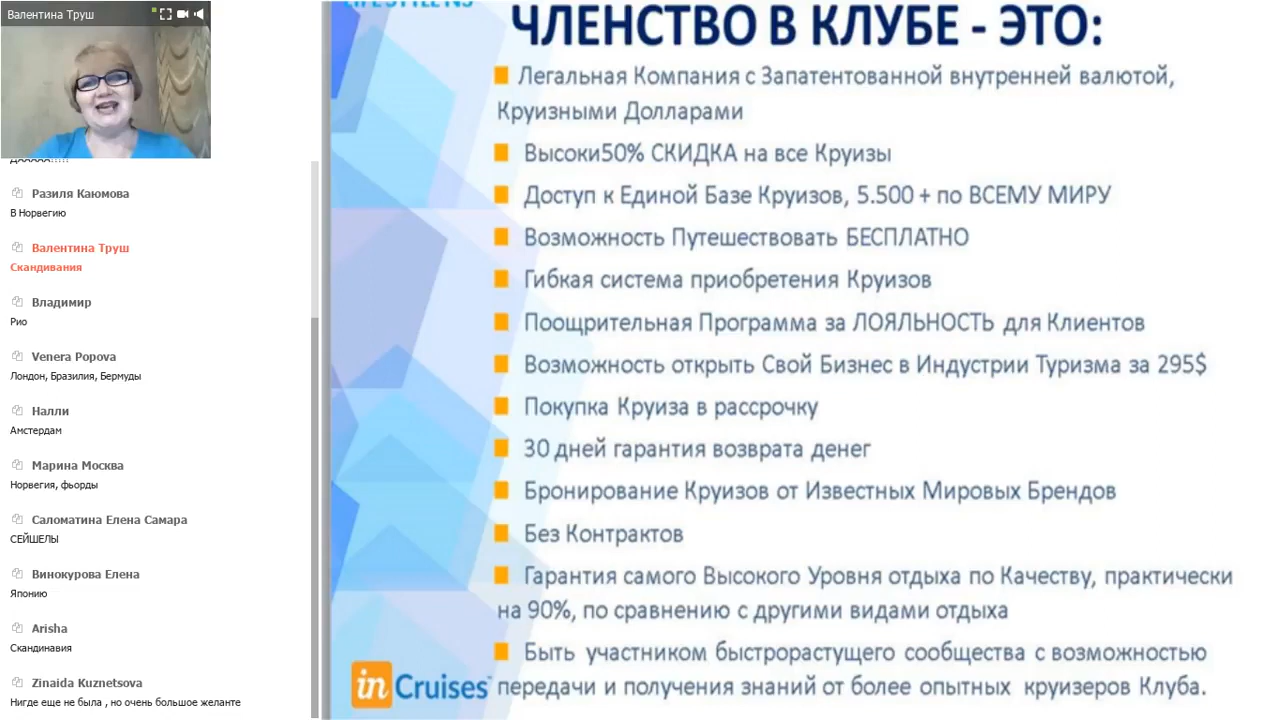 Валентина Труш
ДААААА!!!!!
Разиля Каюмова
В Норвегию
Валентина Труш
Скандивания
Владимир
Рио
Venera Popova
Лондон, Бразилия, Бермуды
Налли
Амстердам
Марина Москва
Норвегия, фьорды
Саломатина Елена Самара
СЕЙШЕЛЫ
Винокурова Елена
Японию
Arisha
Скандинавия
Zinaida Kuznetsova
Нигде еще не была , но очень большое желанте
ЧЛЕНСТВО В КЛУБЕ - ЭТО:
Легальная Компания с Запатентованной внутренней валютой,
Круизными Долларами
Высоки50% СКИДКА на все Круизы
Доступ к Единой Базе Круизов, 5.500 + по ВСЕМУ МИРУ
Возможность Путешествовать БЕСПЛАТНО
Гибкая система приобретения Круизов
Поощрительная Программа за ЛОЯЛЬНОСТЬ для Клиентов
Возможность открыть Свой Бизнес в Индустрии Туризма за 295$
Покупка Круиза в рассрочку
30 дней гарантия возврата денег
Бронирование Круизов от Известных Мировых Брендов
Без Контрактов
Гарантия самого Высокого Уровня отдыха по Качеству, практически
на 90%, по сравнению с другими видами отдыха
Быть участником быстрорастущего сообщества с возможностью
передачи и получения знаний от более опытных круизеров Клуба.
in Cruises